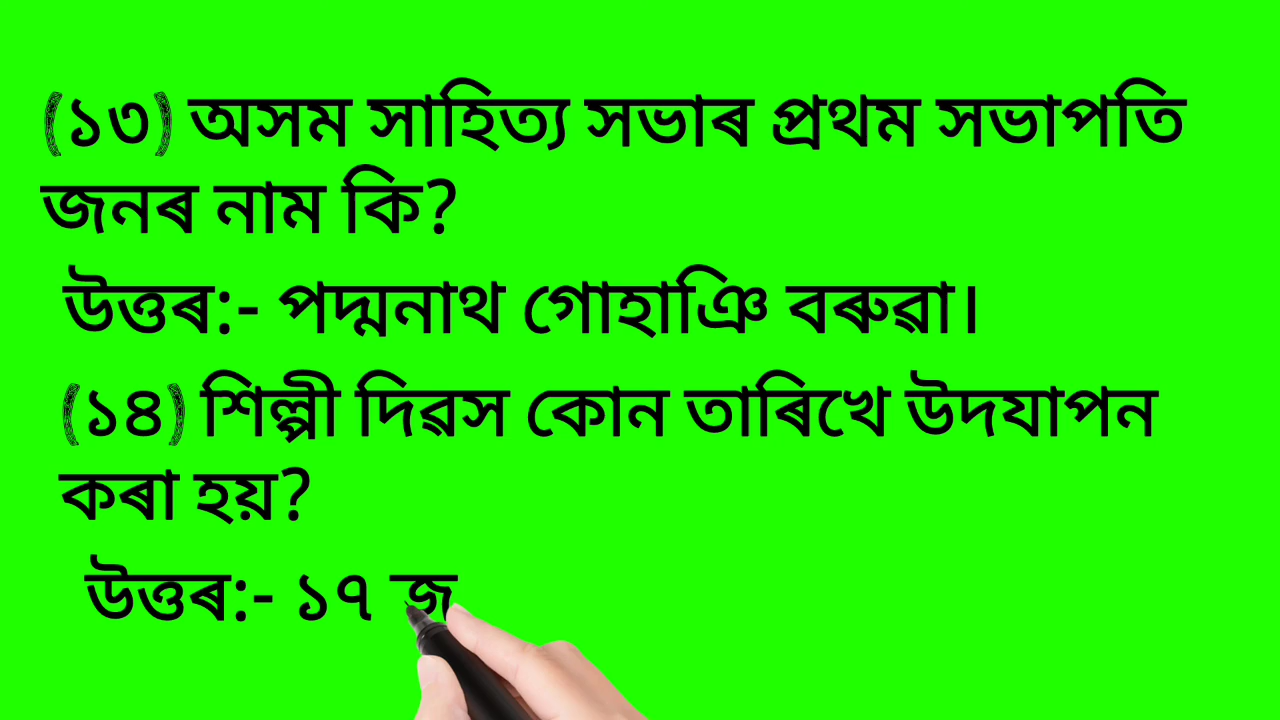 (১৩) অসম সাহিত্য সভাৰ প্ৰথম সভাপতি
জনৰ নাম কি?
উত্তৰ:- পদ্মনাথ গোহাঞি বৰুৱা।
(১৪) শিল্পী দিৱস কোন তাৰিখে উদযাপন
কৰা হয়?
উত্তৰ:- ১৭ জ